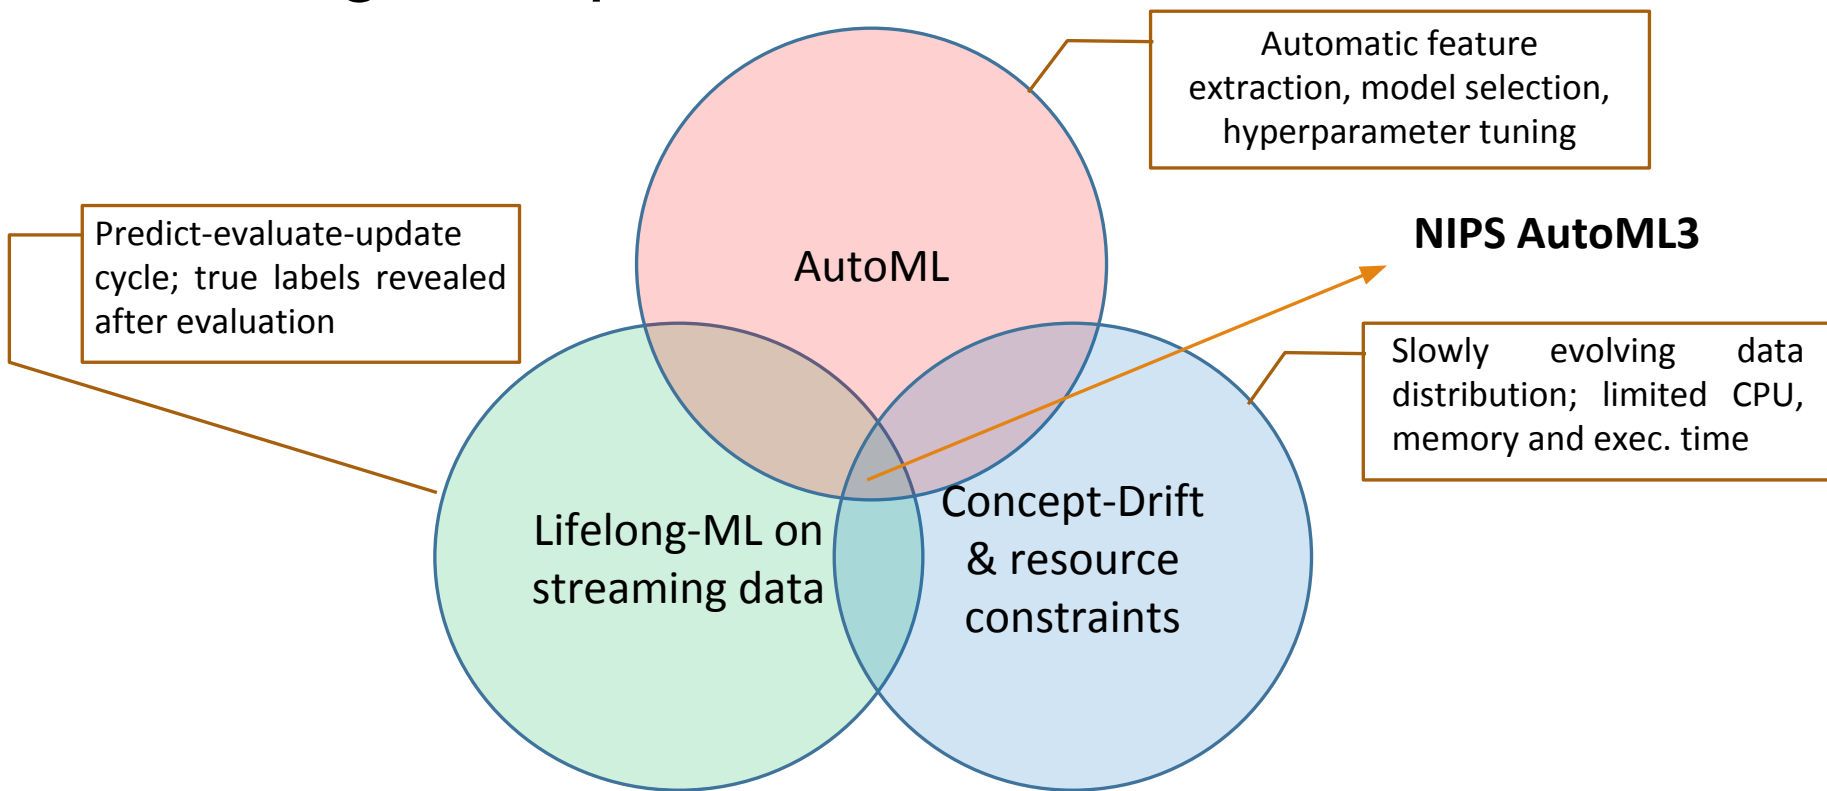 Automatic feature
extraction, model selection,
hyperparameter tuning
Predict-evaluate-update
cycle; true labels revealed
after evaluation
NIPS AutoML3
AutoML
Slowly evolving data
distribution; limited CPU,
memory and exec. time
Lifelong-ML on
streaming data
Concept-Drift
& resource
constraints